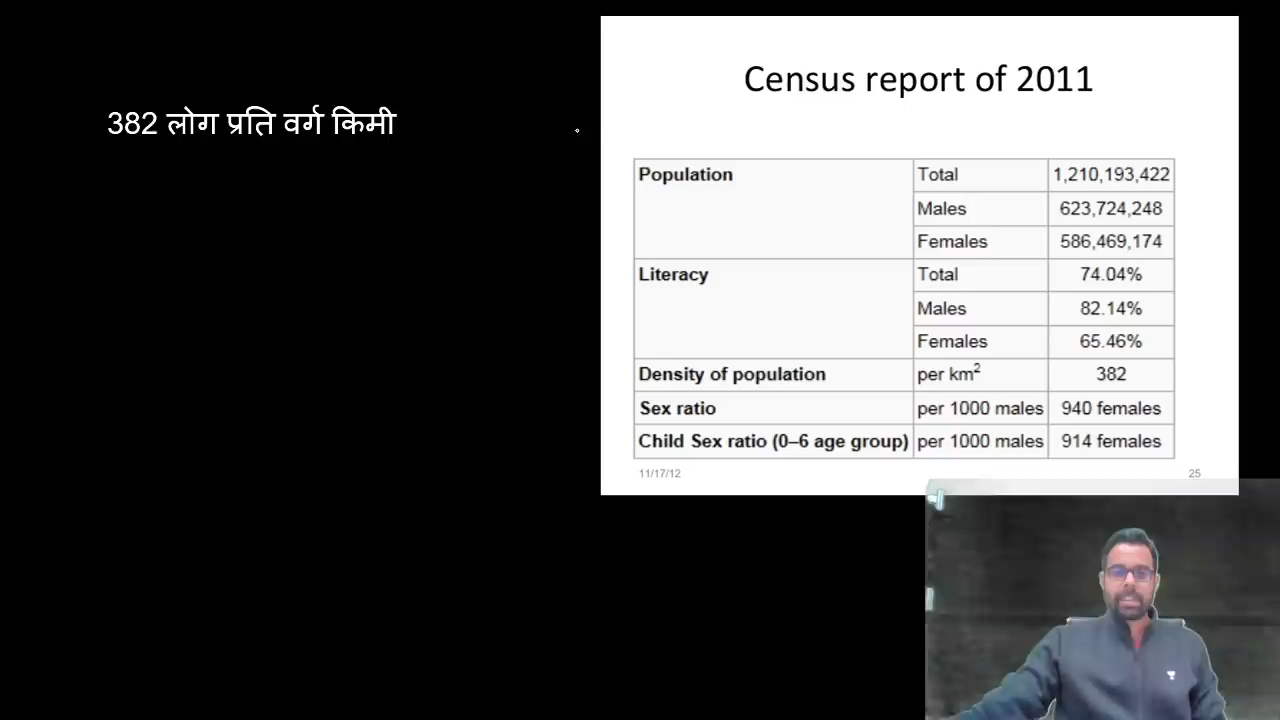 382 लोग प्रति वर्ग किमी
Census report of 2011
Population Total 1,210,193,422
Males 623,724,248
Females 586,469,174
Literacy Total 74.04%
Males 82.14%
Females 65.46%
Density of population per km² 382
Sex ratio per 1000 males 940 females
Child Sex ratio (0–6 age group) per 1000 males 914 females
11/17/12 25